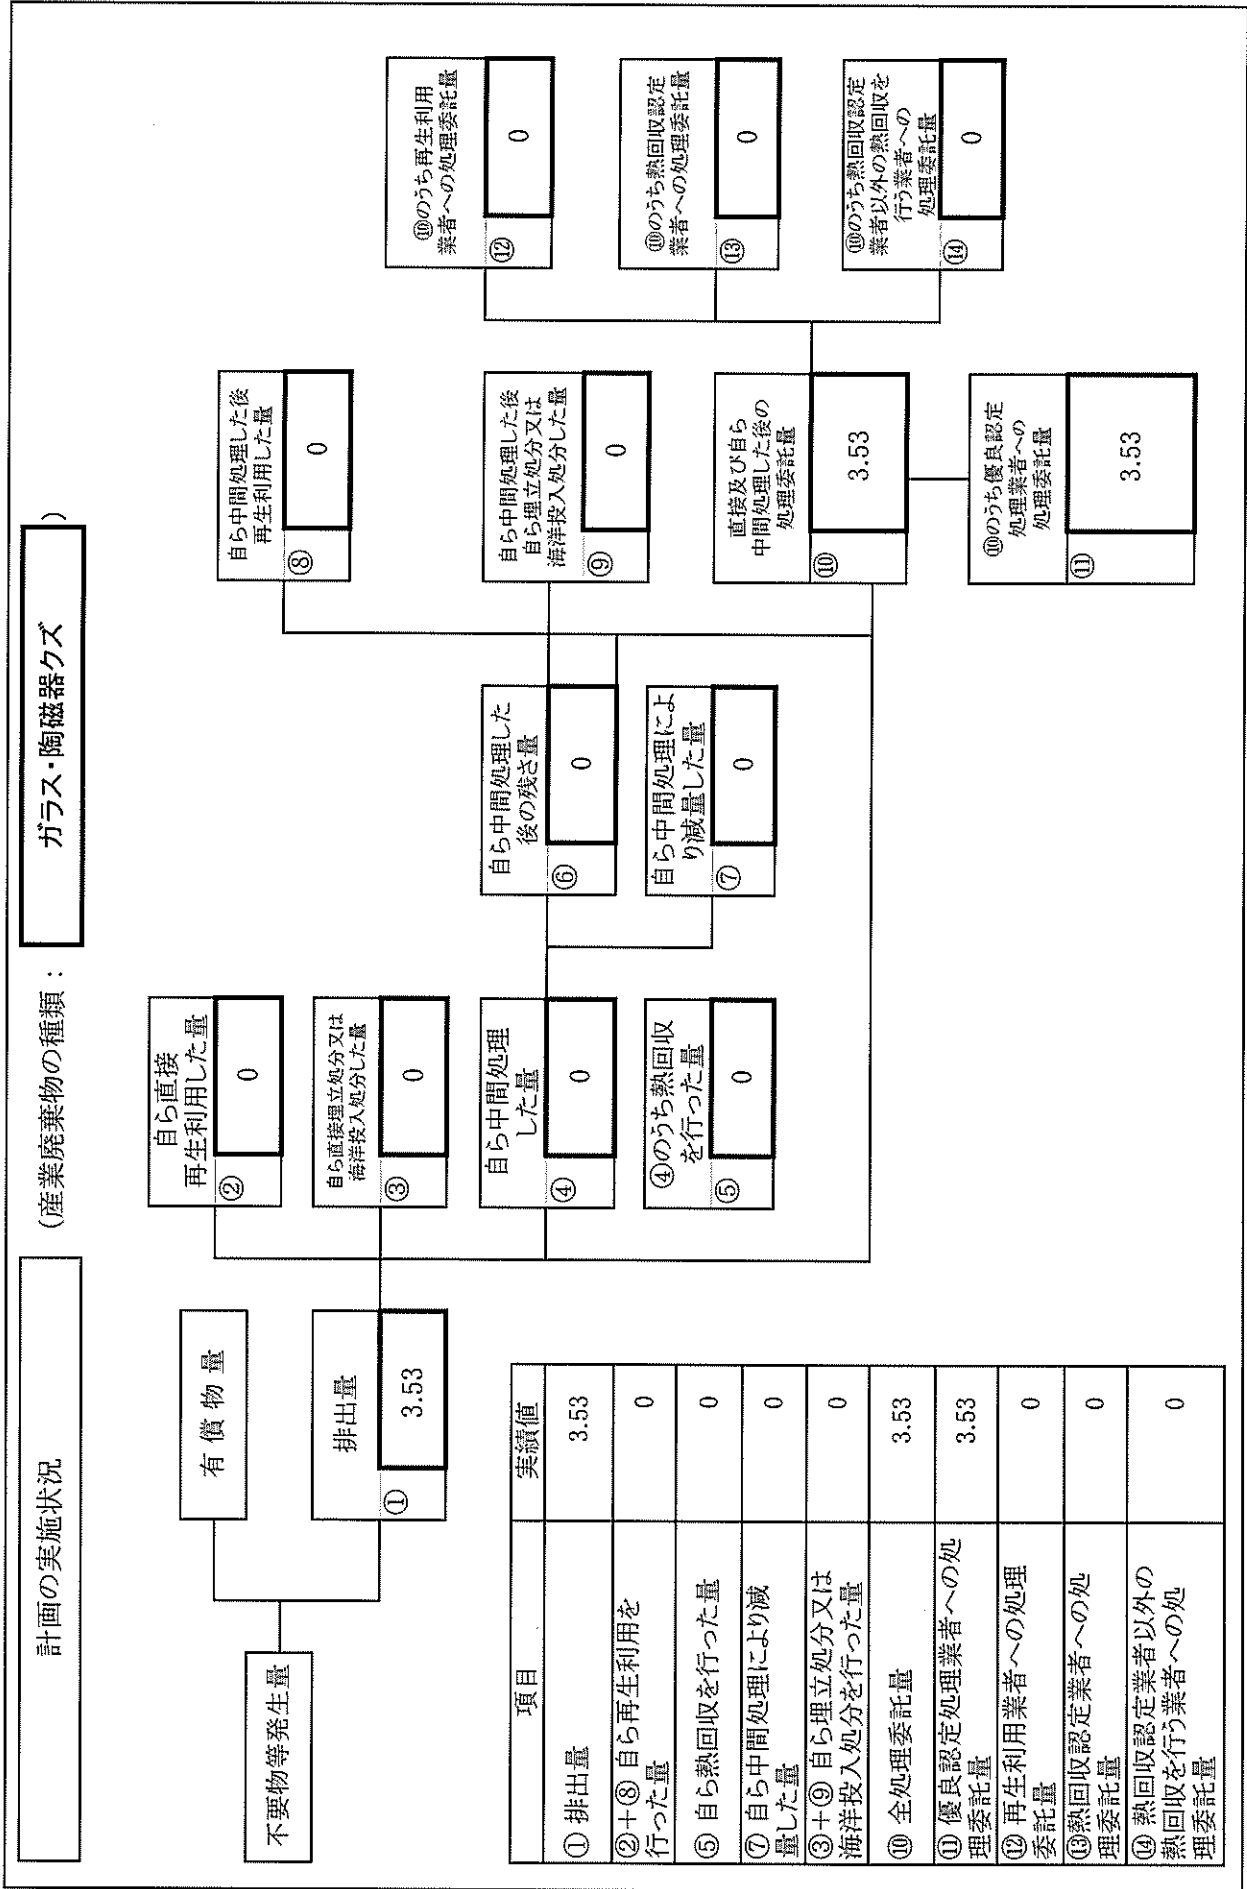 計画の実施状況
(産業廃棄物の種類：
ガラス・陶磁器クズ
)
不要物等発生量
有償物量
排出量
①
3.53
自ら直接
再生利用した量
②
0
自ら直接埋立処分又は
海洋投入処分した量
③
0
自ら中間処理
した量
④
0
④のうち熱回収
を行った量
⑤
0
自ら中間処理した
後の残さ量
⑥
0
自ら中間処理によ
り減量した量
⑦
0
自ら中間処理した後
再生利用した量
⑧
0
自ら中間処理した後
自ら埋立処分又は
海洋投入処分した量
⑨
0
直接及び自ら
中間処理した後の
処理委託量
⑩
3.53
⑩のうち優良認定
処理業者への
処理委託量
⑪
3.53
⑩のうち再生利用
業者への処理委託量
⑫
0
⑩のうち熱回収認定
業者への処理委託量
⑬
0
⑩のうち熱回収認定
業者以外の熱回収を
行う業者への
処理委託量
⑭
0
項目
実績値
①排出量
3.53
②＋⑧自ら再生利用を
行った量
0
⑤自ら熱回収を行った量
0
⑦自ら中間処理により減
量した量
0
③＋⑨自ら埋立処分又は
海洋投入処分を行った量
0
⑩全処理委託量
3.53
⑪優良認定処理業者への処
理委託量
3.53
⑫再生利用業者への処理
委託量
0
⑬熱回収認定業者への処
理委託量
0
⑭熱回収認定業者以外の
熱回収を行う業者への処
理委託量
0